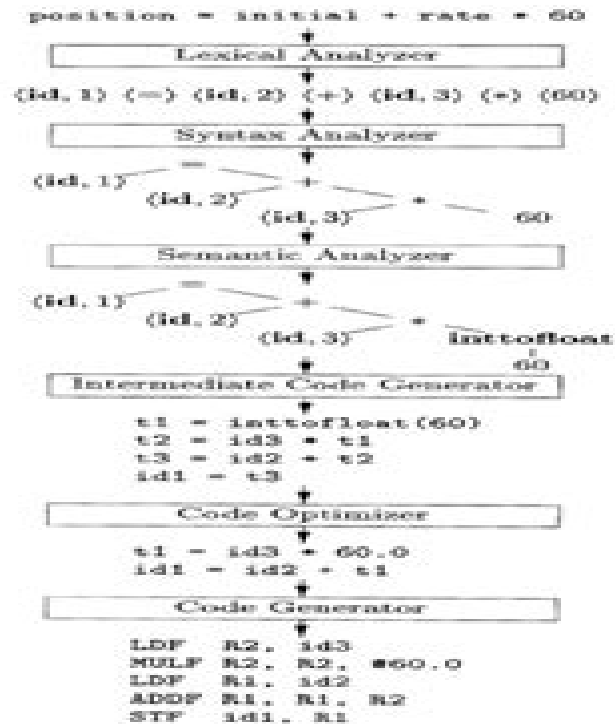 position = initial + rate * 60
Lexical Analyzer
(id, 1) (=) (id, 2) (+) (id, 3) (*) (60)
Syntax Analyzer
=
(id, 1) +
(id, 2) *
(id, 3) 60
Semantic Analyzer
=
(id, 1) +
(id, 2) *
(id, 3) inttofloat
60
Intermediate Code Generator
t1 = inttofloat(60)
t2 = id3 * t1
t3 = id2 + t2
id1 = t3
Code Optimizer
t1 = id3 * 60.0
id1 = id2 + t1
Code Generator
LDF R2, id3
MULF R2, R2, #60.0
LDF R1, id2
ADDF R1, R1, R2
STF id1, R1